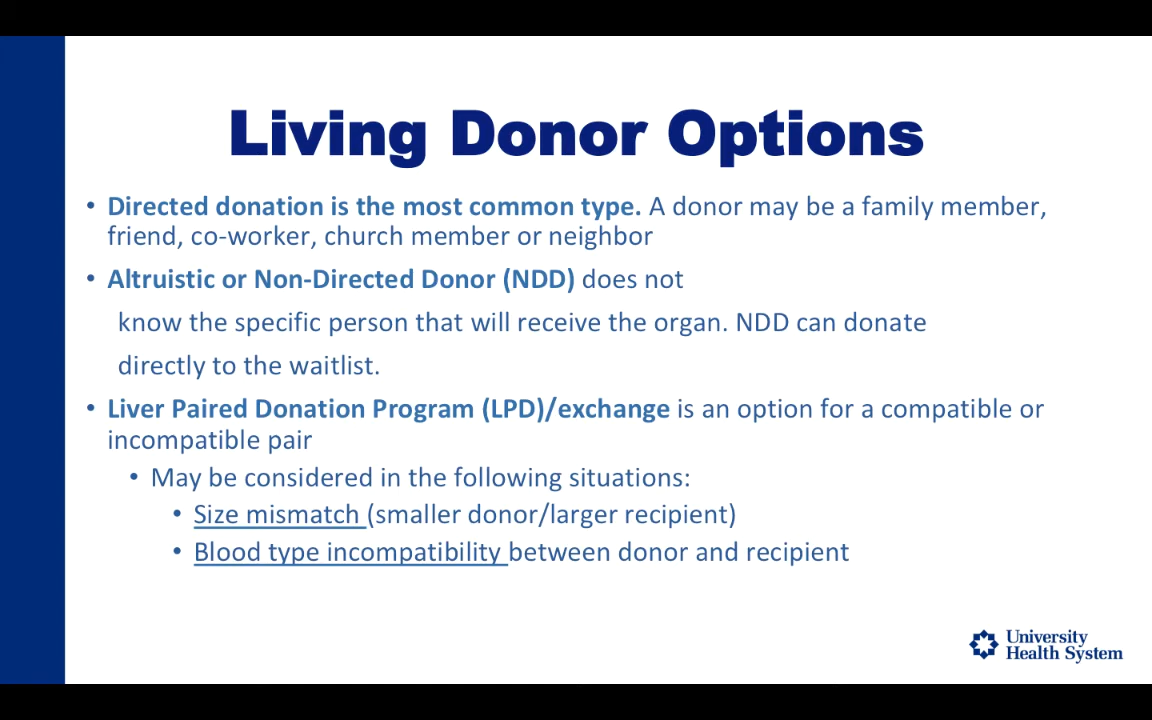 Living Donor Options
• Directed donation is the most common type. A donor may be a family member,
friend, co-worker, church member or neighbor
• Altruistic or Non-Directed Donor (NDD) does not
know the specific person that will receive the organ. NDD can donate
directly to the waitlist.
• Liver Paired Donation Program (LPD)/exchange is an option for a compatible or
incompatible pair
• May be considered in the following situations:
• Size mismatch (smaller donor/larger recipient)
• Blood type incompatibility between donor and recipient
University
Health System